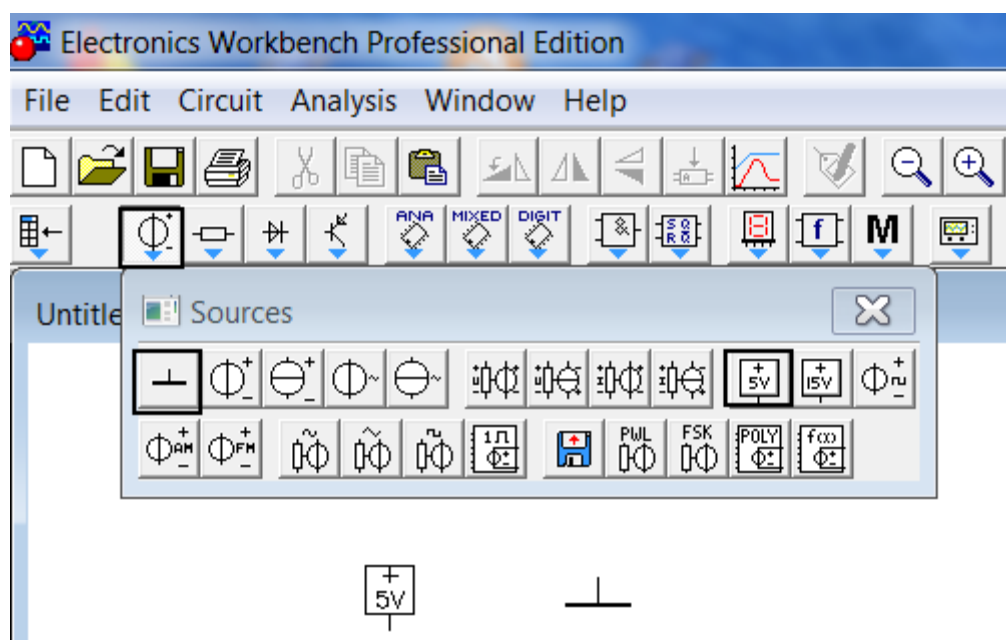 Electronics Workbench Professional Edition
File Edit Circuit Analysis Window Help
ANA MIXED DIGIT
& S Q R Q f M
Untitle
Sources
+ 5V + 15V
AM FM 1 PWL FSK POLY f(x)
+
5V